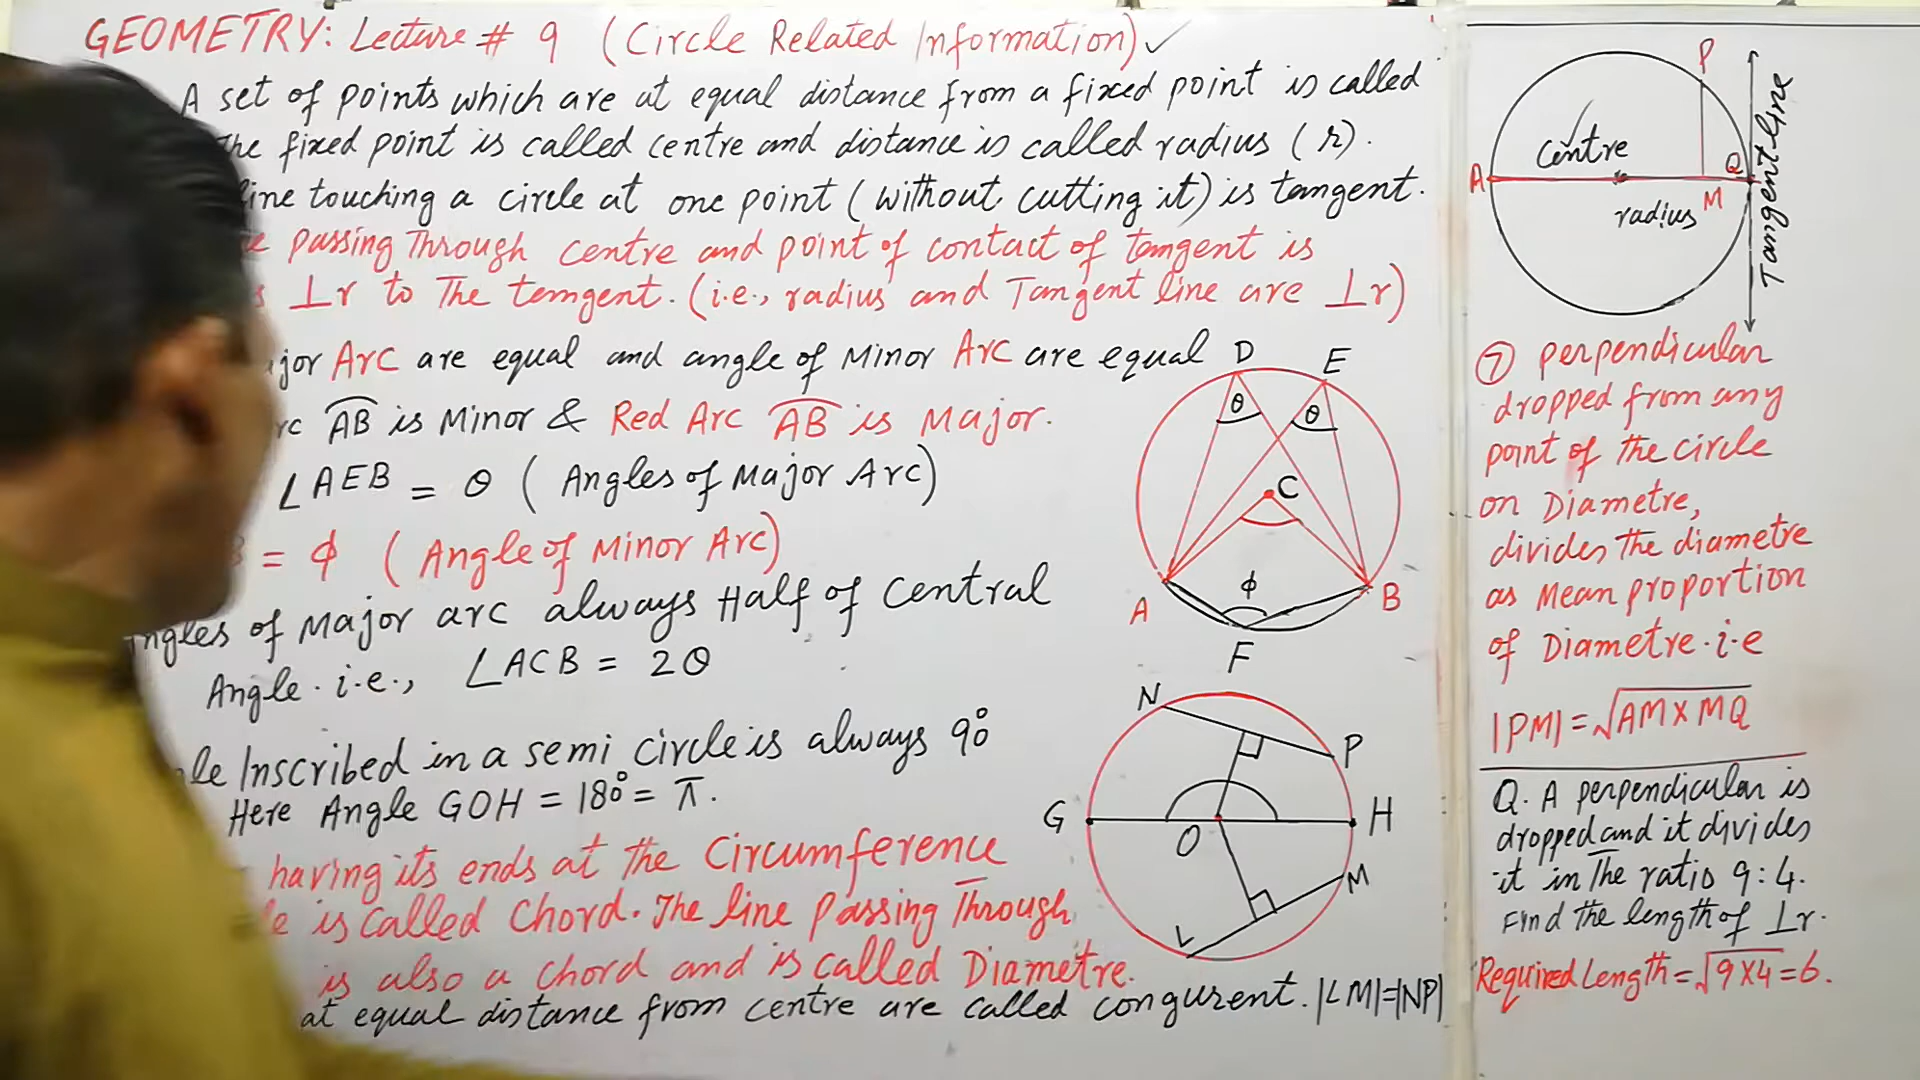 GEOMETRY: Lecture # 9 (Circle Related Information) ✓
A set of points which are at equal distance from a fixed point is called
The fixed point is called centre and distance is called radius (r).
line touching a circle at one point (without cutting it) is tangent.
passing Through centre and point of contact of tangent is
⊥r to The tangent. (i.e., radius and Tangent line are ⊥r)
Arc are equal and angle of Minor Arc are equal
AB is Minor & Red Arc AB is Major.
∠AEB = θ (Angles of Major Arc)
B = ϕ (Angle of Minor Arc)
Angles of Major arc always Half of Central
Angle. i.e., ∠ACB = 2θ
Inscribed in a semi circle is always 90°
Here Angle GOH = 180° = π.
having its ends at the Circumference
is called Chord. The line Passing Through
is also a chord and is called Diametre.
at equal distance from centre are called congurent. |LM|=|NP|
D E
θ θ
C
A ϕ B
F
N
P
G O H
M
L
P
centre
A M Q
radius
Tangent line
⑦ perpendicular
dropped from any
point of the circle
on Diametre,
divides the diametre
as Mean proportion
of Diametre. i.e
|PM| = √AM×MQ
Q. A perpendicular is
dropped and it divides
it in The ratio 9:4.
Find the length of ⊥r.
Required Length = √9×4 = 6.